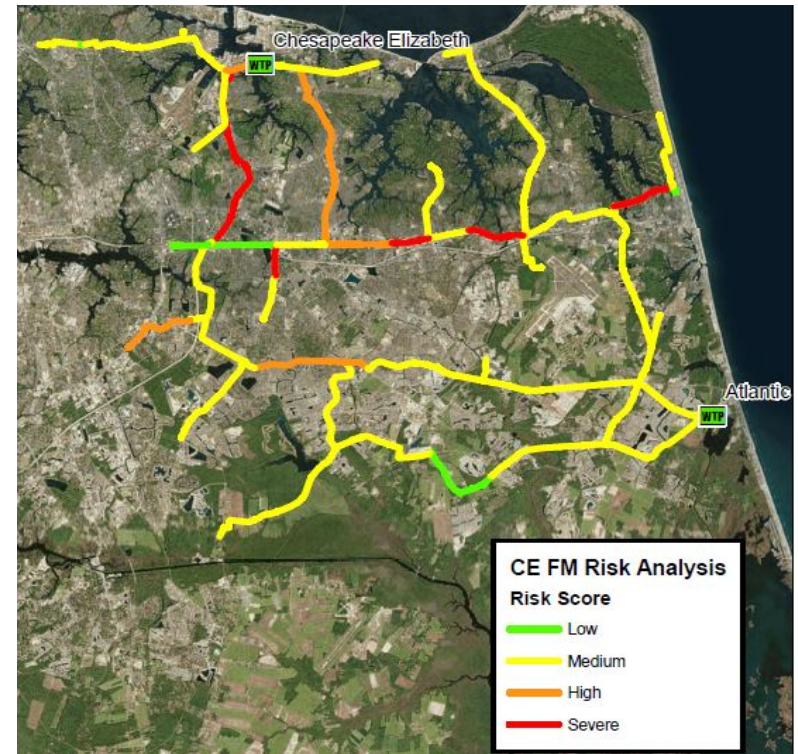 Chesapeake Elizabeth
WTP
Atlantic
WTP
CE FM Risk Analysis
Risk Score
Low
Medium
High
Severe